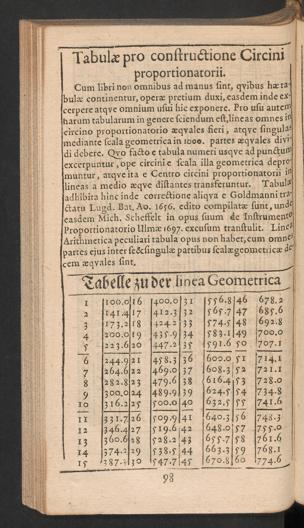 Tabulæ pro constructione Circini
proportionatorii.
Cum libri non omnibus ad manus sint, qvibus hæ ta-
bulæ continentur, operæ pretium duxi, easdem inde ex-
cerpere atqve omnium usui hic exponere. Pro usu autem
harum tabularum in genere sciendum est, lineas omnes in
circino proportionatorio æqvales fieri, atqve singulas
mediante scala geometrica in 1000. partes æqvales divi-
di debere. Qvo facto e tabula numeri usqve ad punctum
excerpuntur, ope circini e scala illa geometrica depro-
muntur, atqve ita e Centro circini proportionatorii in
lineas a medio æqve distantes transferuntur. Tabulæ
adhibita hinc inde correctione aliqva e Goldmanni tra-
ctatu Lugd. Bat. Ao. 1656. edito compilatæ sunt, unde
easdem Mich. Scheffelt in opus suum de Instrumento
Proportionatorio Ulmæ 1697. excusum transtulit. Linea
Arithmetica peculiari tabula opus non habet, cum omnes
partes ejus inter se & singulæ partibus scalæ geometricæ de-
cem æqvales sint.
Tabelle zu der linea Geometrica
1 100.0 16 400.0 31 556.8 46 678.2
2 141.4 17 412.3 32 565.7 47 685.6
3 173.2 18 424.3 33 574.5 48 692.8
4 200.0 19 435.9 34 583.1 49 700.0
5 223.6 20 447.2 35 591.6 50 707.1
6 244.9 21 458.3 36 600.0 51 714.1
7 264.6 22 469.0 37 608.3 52 721.1
8 282.8 23 479.6 38 616.4 53 728.0
9 300.0 24 489.9 39 624.5 54 734.8
10 316.2 25 500.0 40 632.5 55 741.6
11 331.7 26 509.9 41 640.3 56 748.3
12 346.4 27 519.6 42 648.0 57 755.0
13 360.6 28 528.2 43 655.7 58 761.6
14 374.2 29 538.5 44 663.3 59 768.1
15 387.3 30 547.7 45 670.8 60 774.6
98